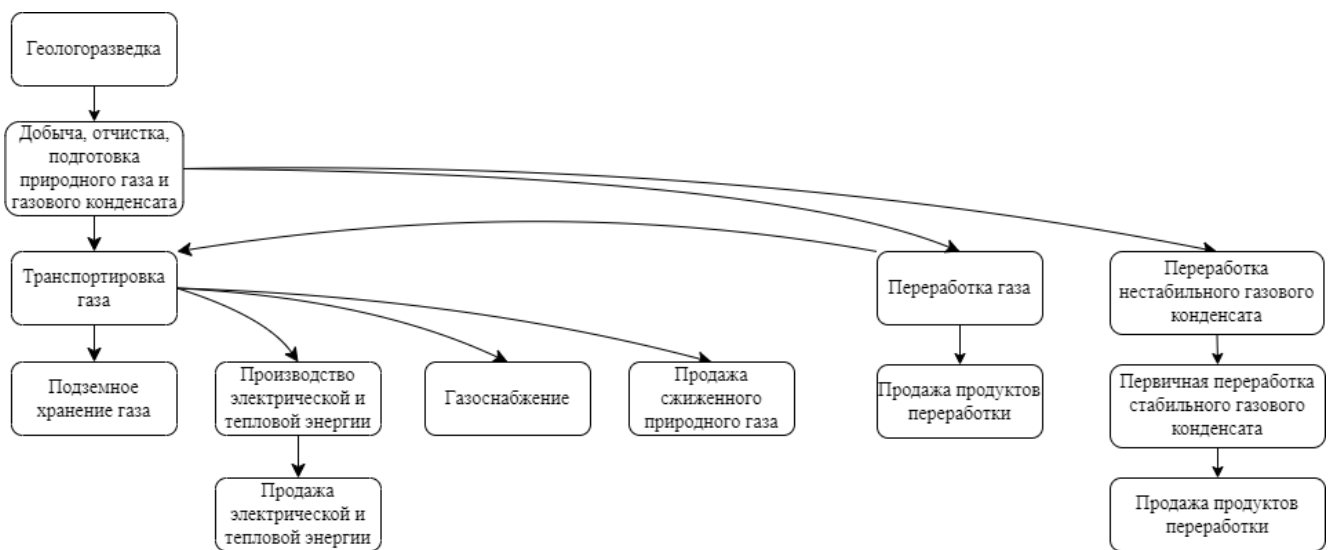 Геологоразведка
Добыча, отчистка,
подготовка
природного газа и
газового конденсата
Транспортировка
газа
Переработка газа
Переработка
нестабильного газового
конденсата
Подземное
хранение газа
Производство
электрической и
тепловой энергии
Газоснабжение
Продажа
сжиженного
природного газа
Продажа продуктов
переработки
Первичная переработка
стабильного газового
конденсата
Продажа
электрической и
тепловой энергии
Продажа продуктов
переработки